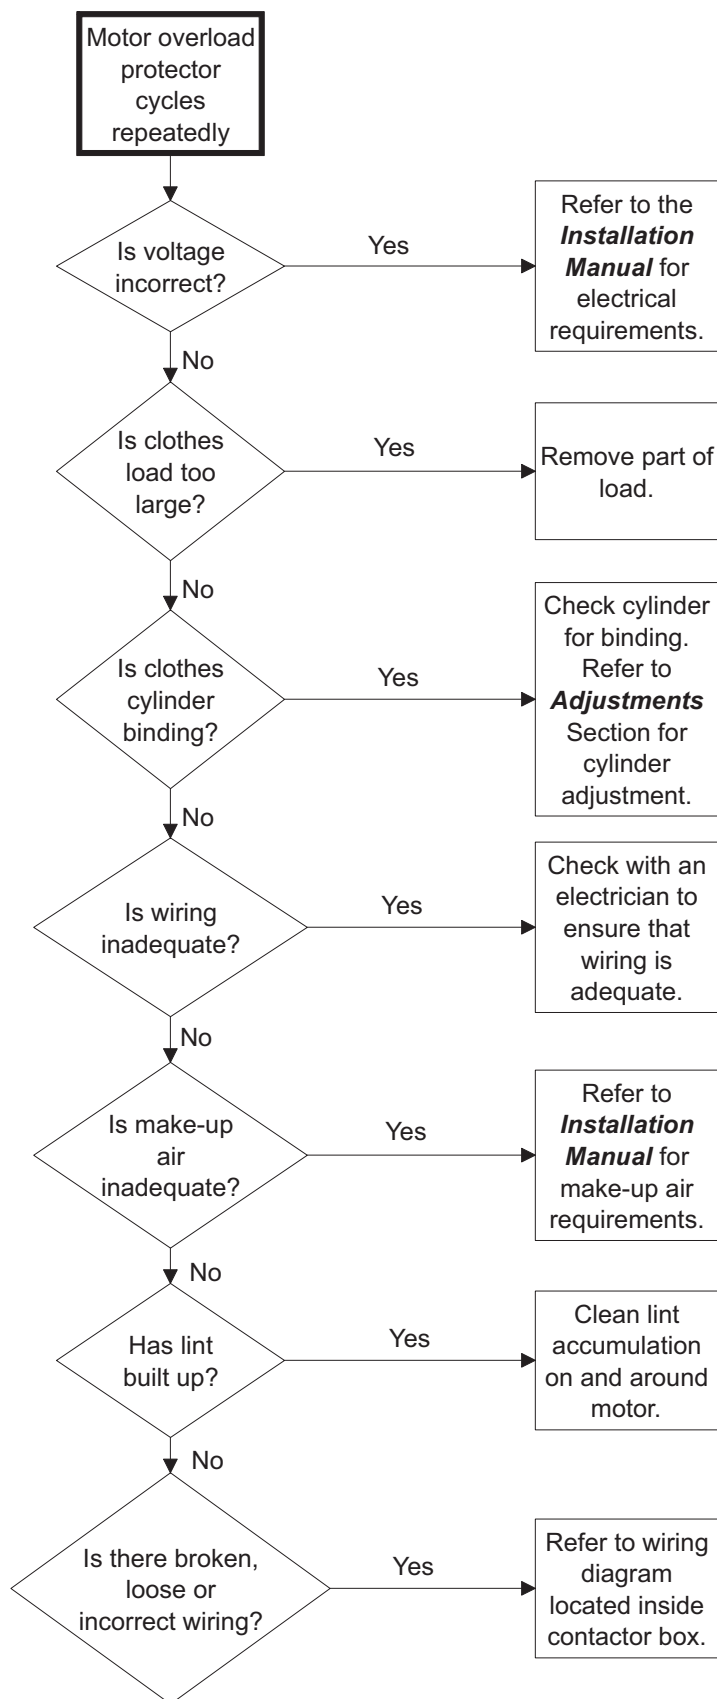 Motor overload
protector
cycles
repeatedly
Is voltage
incorrect?
Yes
Refer to the
Installation
Manual for
electrical
requirements.
No
Is clothes
load too
large?
Yes
Remove part of
load.
No
Is clothes
cylinder
binding?
Yes
Check cylinder
for binding.
Refer to
Adjustments
Section for
cylinder
adjustment.
No
Is wiring
inadequate?
Yes
Check with an
electrician to
ensure that
wiring is
adequate.
No
Is make-up
air
inadequate?
Yes
Refer to
Installation
Manual for
make-up air
requirements.
No
Has lint
built up?
Yes
Clean lint
accumulation
on and around
motor.
No
Is there broken,
loose or
incorrect wiring?
Yes
Refer to wiring
diagram
located inside
contactor box.